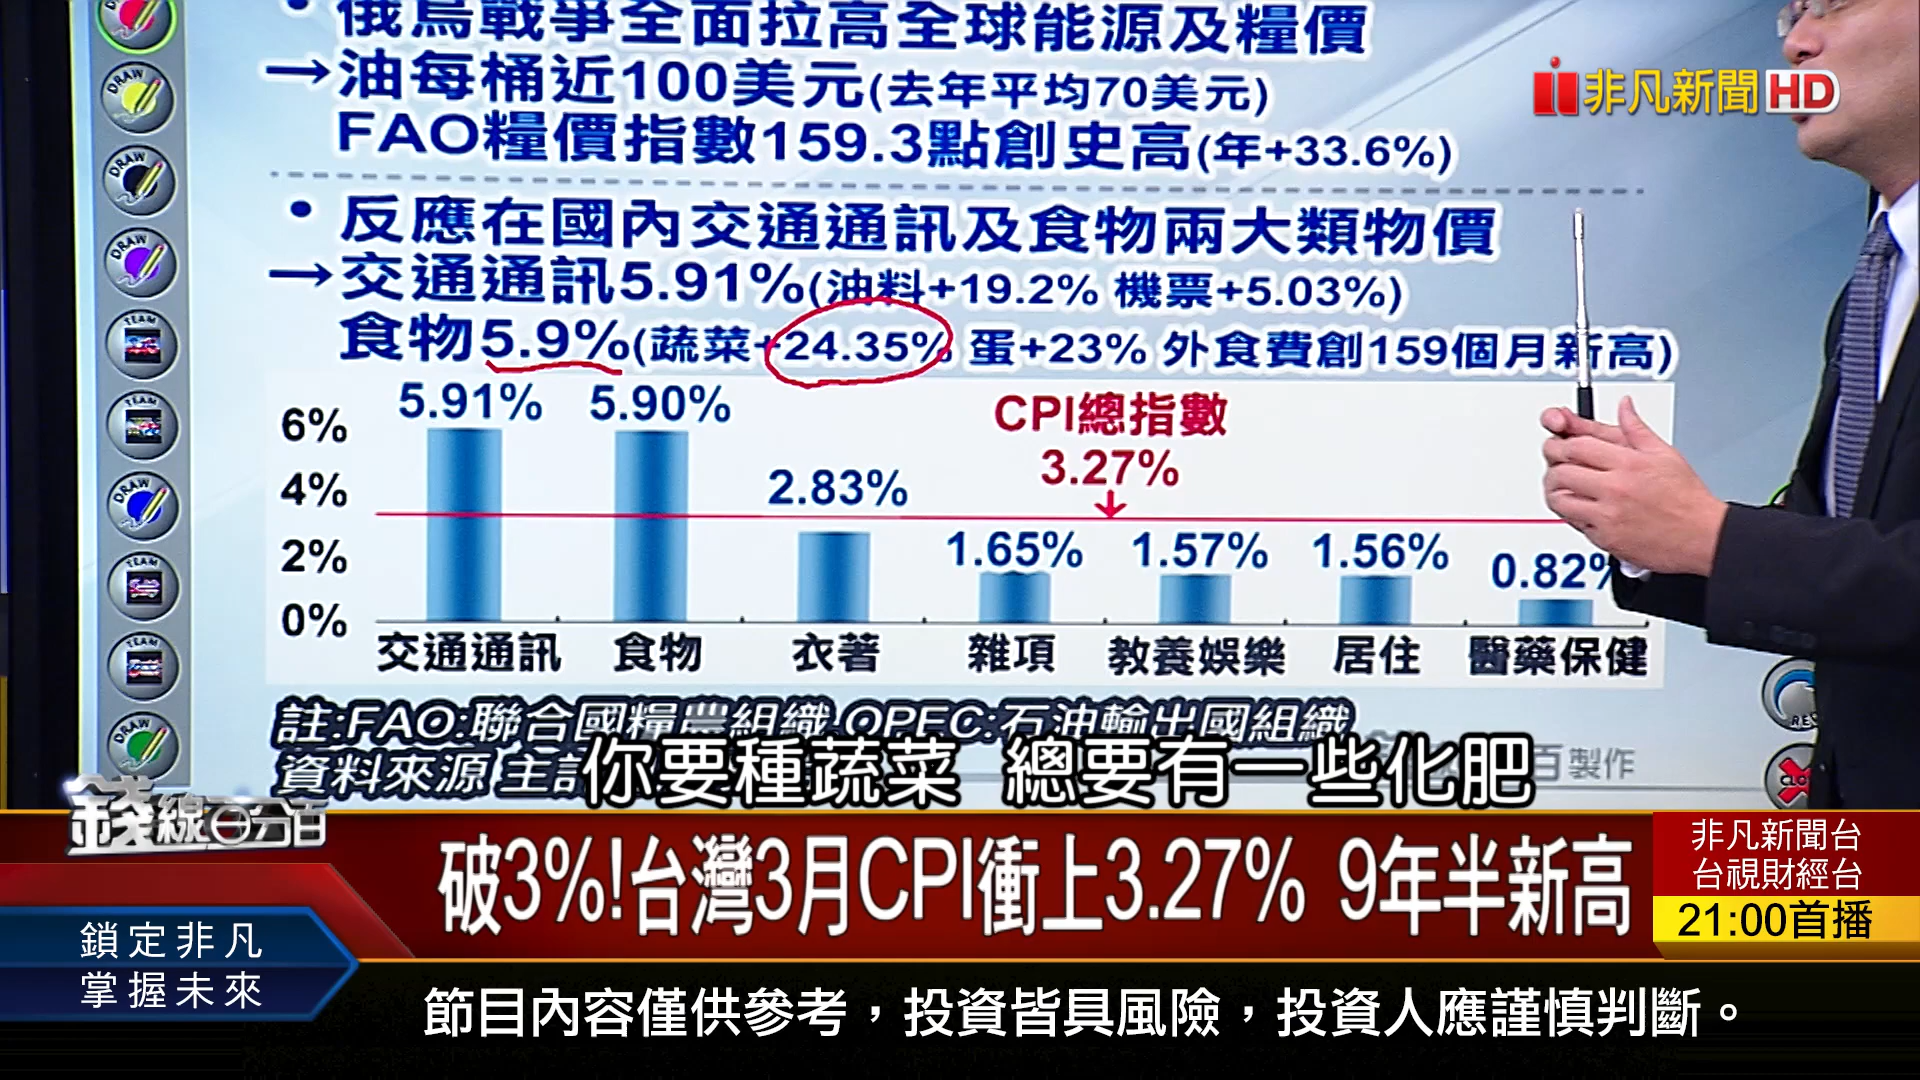 俄烏戰爭全面拉高全球能源及糧價
→油每桶近100美元(去年平均70美元)
FAO糧價指數159.3點創史高(年+33.6%)
非凡新聞HD
• 反應在國內交通通訊及食物兩大類物價
→交通通訊5.91%(油料+19.2% 機票+5.03%)
食物5.9%(蔬菜+24.35% 蛋+23% 外食費創159個月新高)
DRAW
DRAW
DRAW
DRAW
TEAM
TEAM
DRAW
TEAM
TEAM
DRAW
CPI總指數
3.27%
6%
4%
2%
0%
5.91% 5.90% 2.83% 1.65% 1.57% 1.56% 0.82%
交通通訊 食物 衣著 雜項 教養娛樂 居住 醫藥保健
註:FAO:聯合國糧農組織.OPEC:石油輸出國組織
資料來源 主
百製作
你要種蔬菜 總要有一些化肥
錢線百分百
破3%!台灣3月CPI衝上3.27% 9年半新高
非凡新聞台
台視財經台
21:00首播
鎖定非凡
掌握未來
節目內容僅供參考，投資皆具風險，投資人應謹慎判斷。